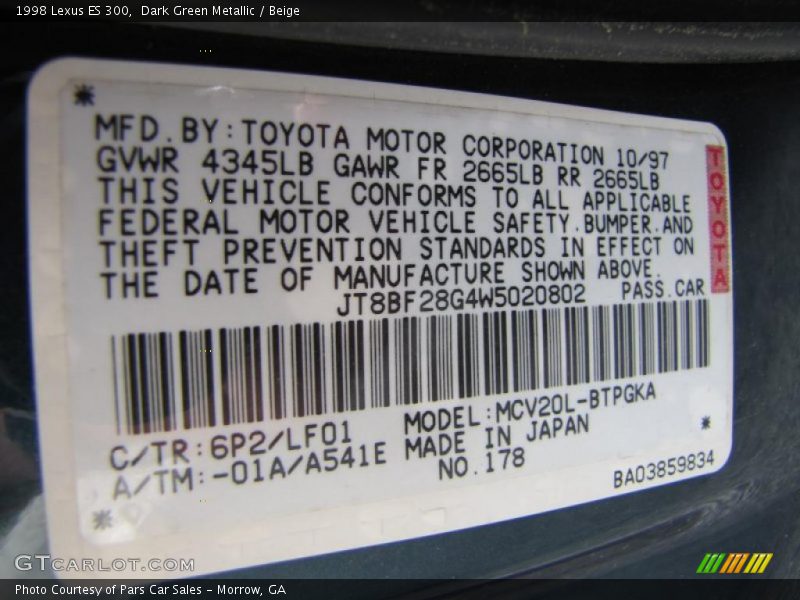 1998 Lexus ES 300, Dark Green Metallic / Beige
MFD.BY:TOYOTA MOTOR CORPORATION 10/97
GVWR 4345LB GAWR FR 2665LB RR 2665LB
THIS VEHICLE CONFORMS TO ALL APPLICABLE
FEDERAL MOTOR VEHICLE SAFETY.BUMPER.AND
THEFT PREVENTION STANDARDS IN EFFECT ON
THE DATE OF MANUFACTURE SHOWN ABOVE.
JT8BF28G4W5020802 PASS.CAR
TOYOTA
C/TR:6P2/LF01 MODEL:MCV20L-BTPGKA
A/TM:-01A/A541E MADE IN JAPAN
NO.178
BA03859834
GTCARLOT.COM
Photo Courtesy of Pars Car Sales - Morrow, GA